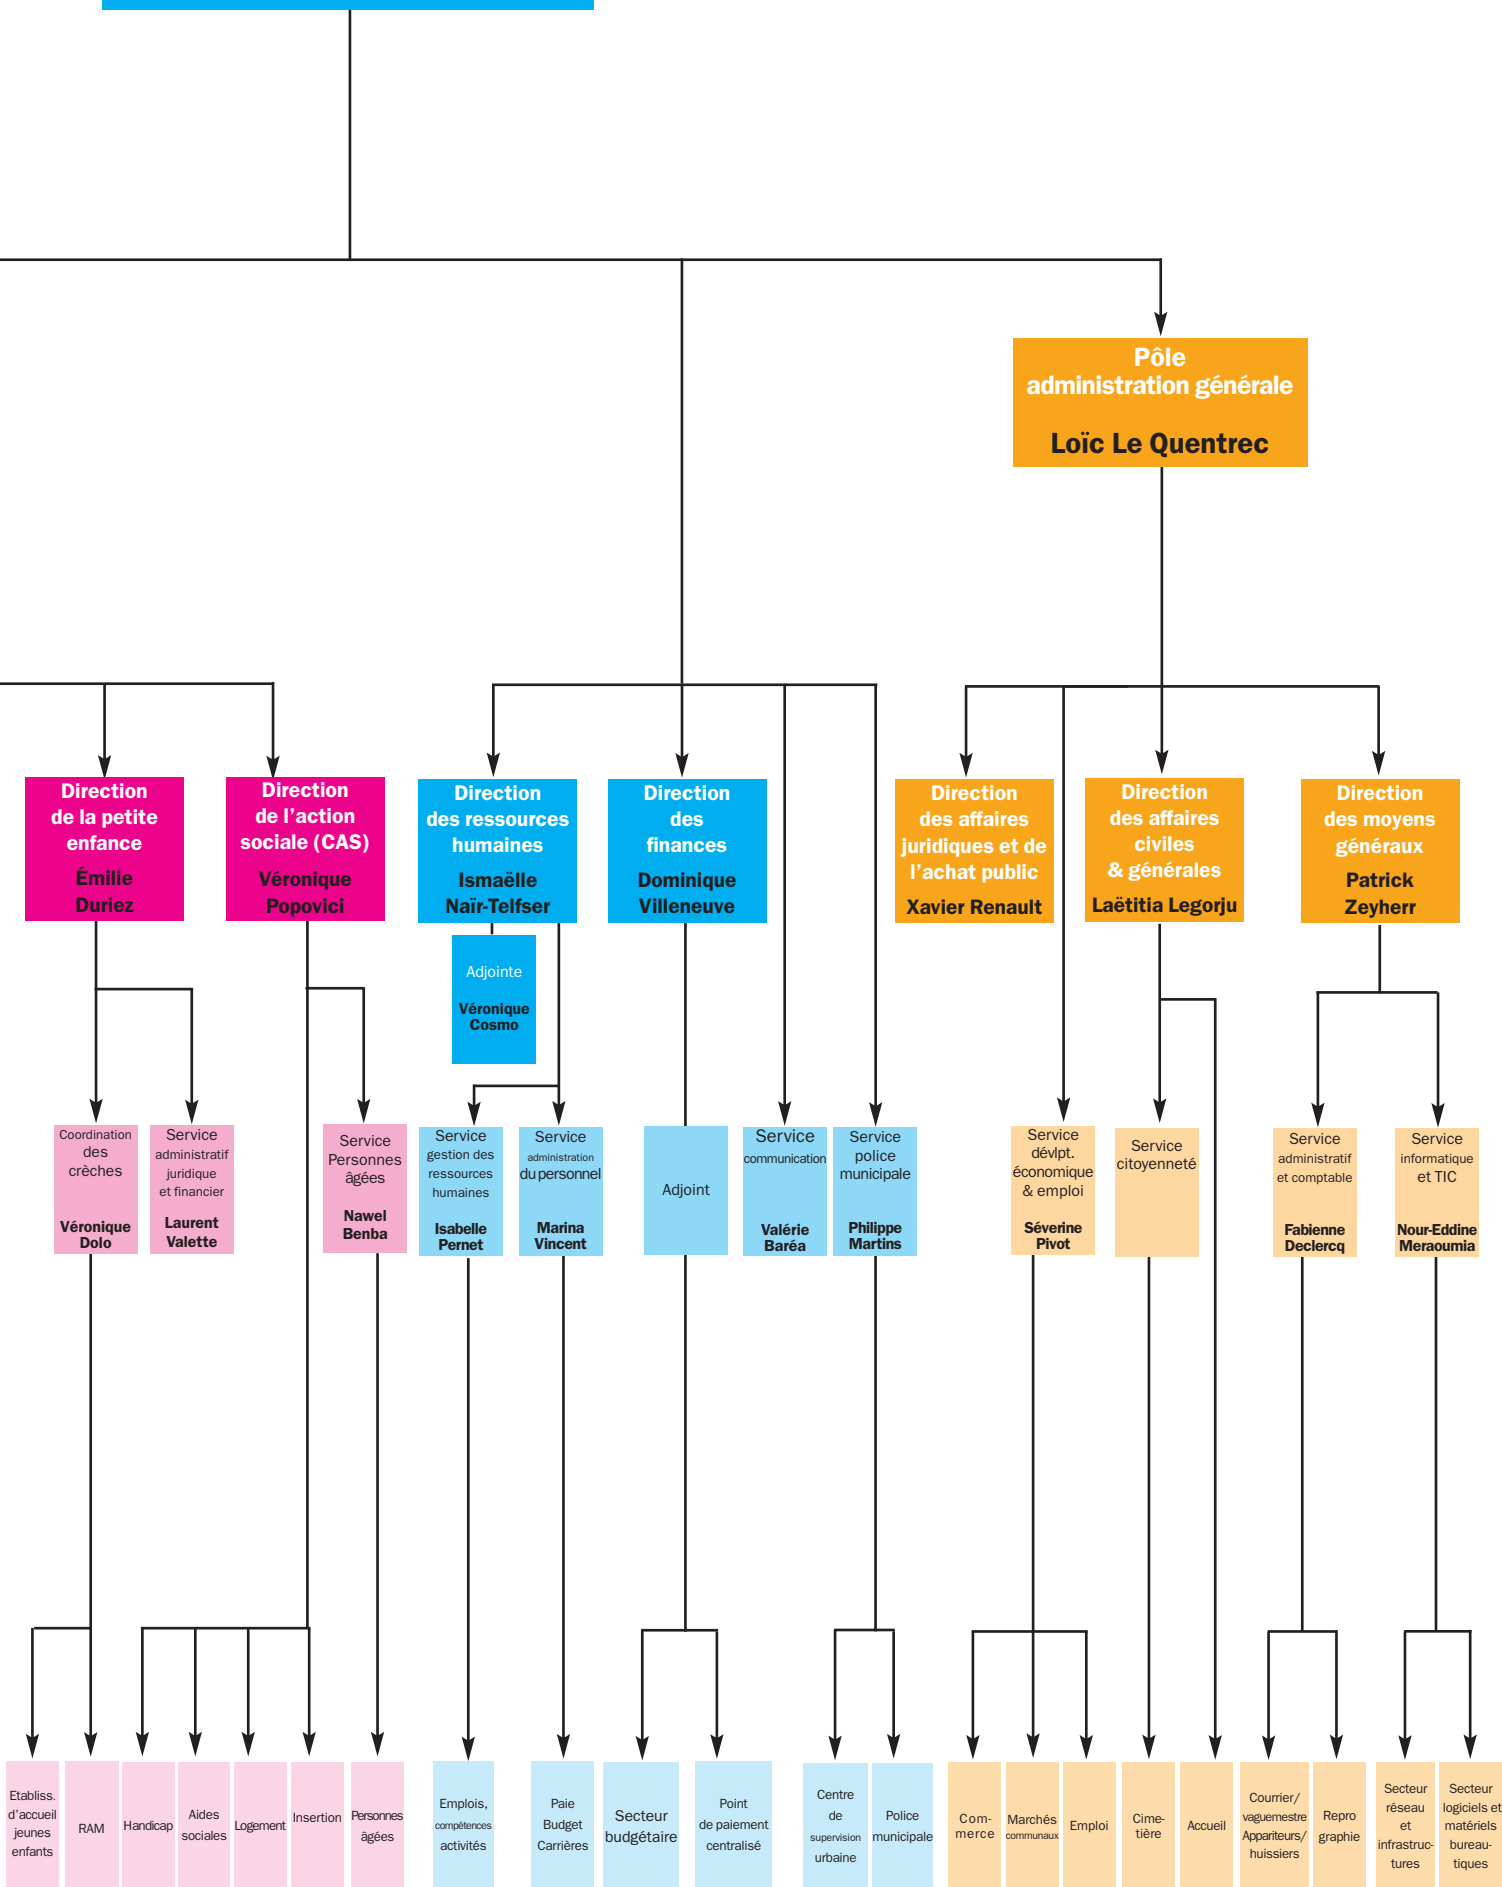 Pôle
administration générale
Loïc Le Quentrec
Direction
de la petite
enfance
Émilie
Duriez
Direction
de l'action
sociale (CAS)
Véronique
Popovici
Direction
des ressources
humaines
Ismaëlle
Naïr-Telfser
Direction
des
finances
Dominique
Villeneuve
Direction
des affaires
juridiques et de
l'achat public
Xavier Renault
Direction
des affaires
civiles
& générales
Laëtitia Legorju
Direction
des moyens
généraux
Patrick
Zeyherr
Adjointe
Véronique
Cosmo
Coordination
des
crèches
Véronique
Dolo
Service
administratif
juridique
et financier
Laurent
Valette
Service
Personnes
âgées
Nawel
Benba
Service
gestion des
ressources
humaines
Isabelle
Pernet
Service
administration
du personnel
Marina
Vincent
Adjoint
Service
communication
Valérie
Baréa
Service
police
municipale
Philippe
Martins
Service
dévlpt.
économique
& emploi
Séverine
Pivot
Service
citoyenneté
Service
administratif
et comptable
Fabienne
Declercq
Service
informatique
et TIC
Nour-Eddine
Meraoumia
Etabliss.
d'accueil
jeunes
enfants
RAM
Handicap
Aides
sociales
Logement
Insertion
Personnes
âgées
Emplois,
compétences
activités
Paie
Budget
Carrières
Secteur
budgétaire
Point
de paiement
centralisé
Centre
de
supervision
urbaine
Police
municipale
Com-
merce
Marchés
communaux
Emploi
Cime-
tière
Accueil
Courrier/
vaguemestre
Appariteurs/
huissiers
Repro
graphie
Secteur
réseau
et
infrastruc-
tures
Secteur
logiciels et
matériels
bureau-
tiques